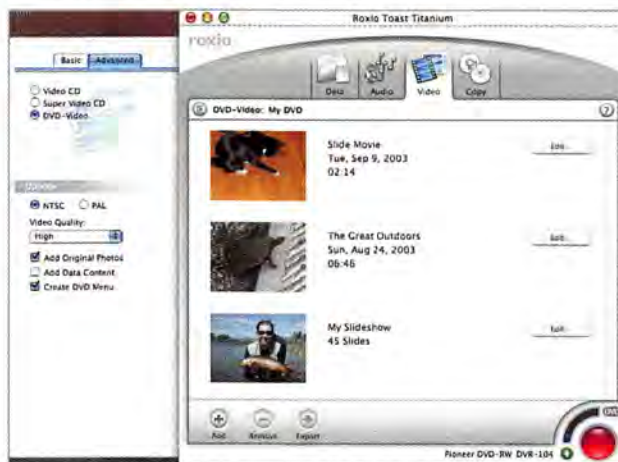 Roxio Toast Titanium
roxio
Basic
Advanced
Data
Audio
Video
Copy
Video CD
Super Video CD
DVD-Video
DVD-Video: My DVD
Slide Movie
Tue, Sep 9, 2003
02:14
Edit...
NTSC
PAL
Video Quality:
High
Add Original Photos
Add Data Content
Create DVD Menu
The Great Outdoors
Sun, Aug 24, 2003
06:46
Edit...
My Slideshow
45 Slides
Edit...
Add
Remove
Export
DVD
Pioneer DVD-RW DVR-104